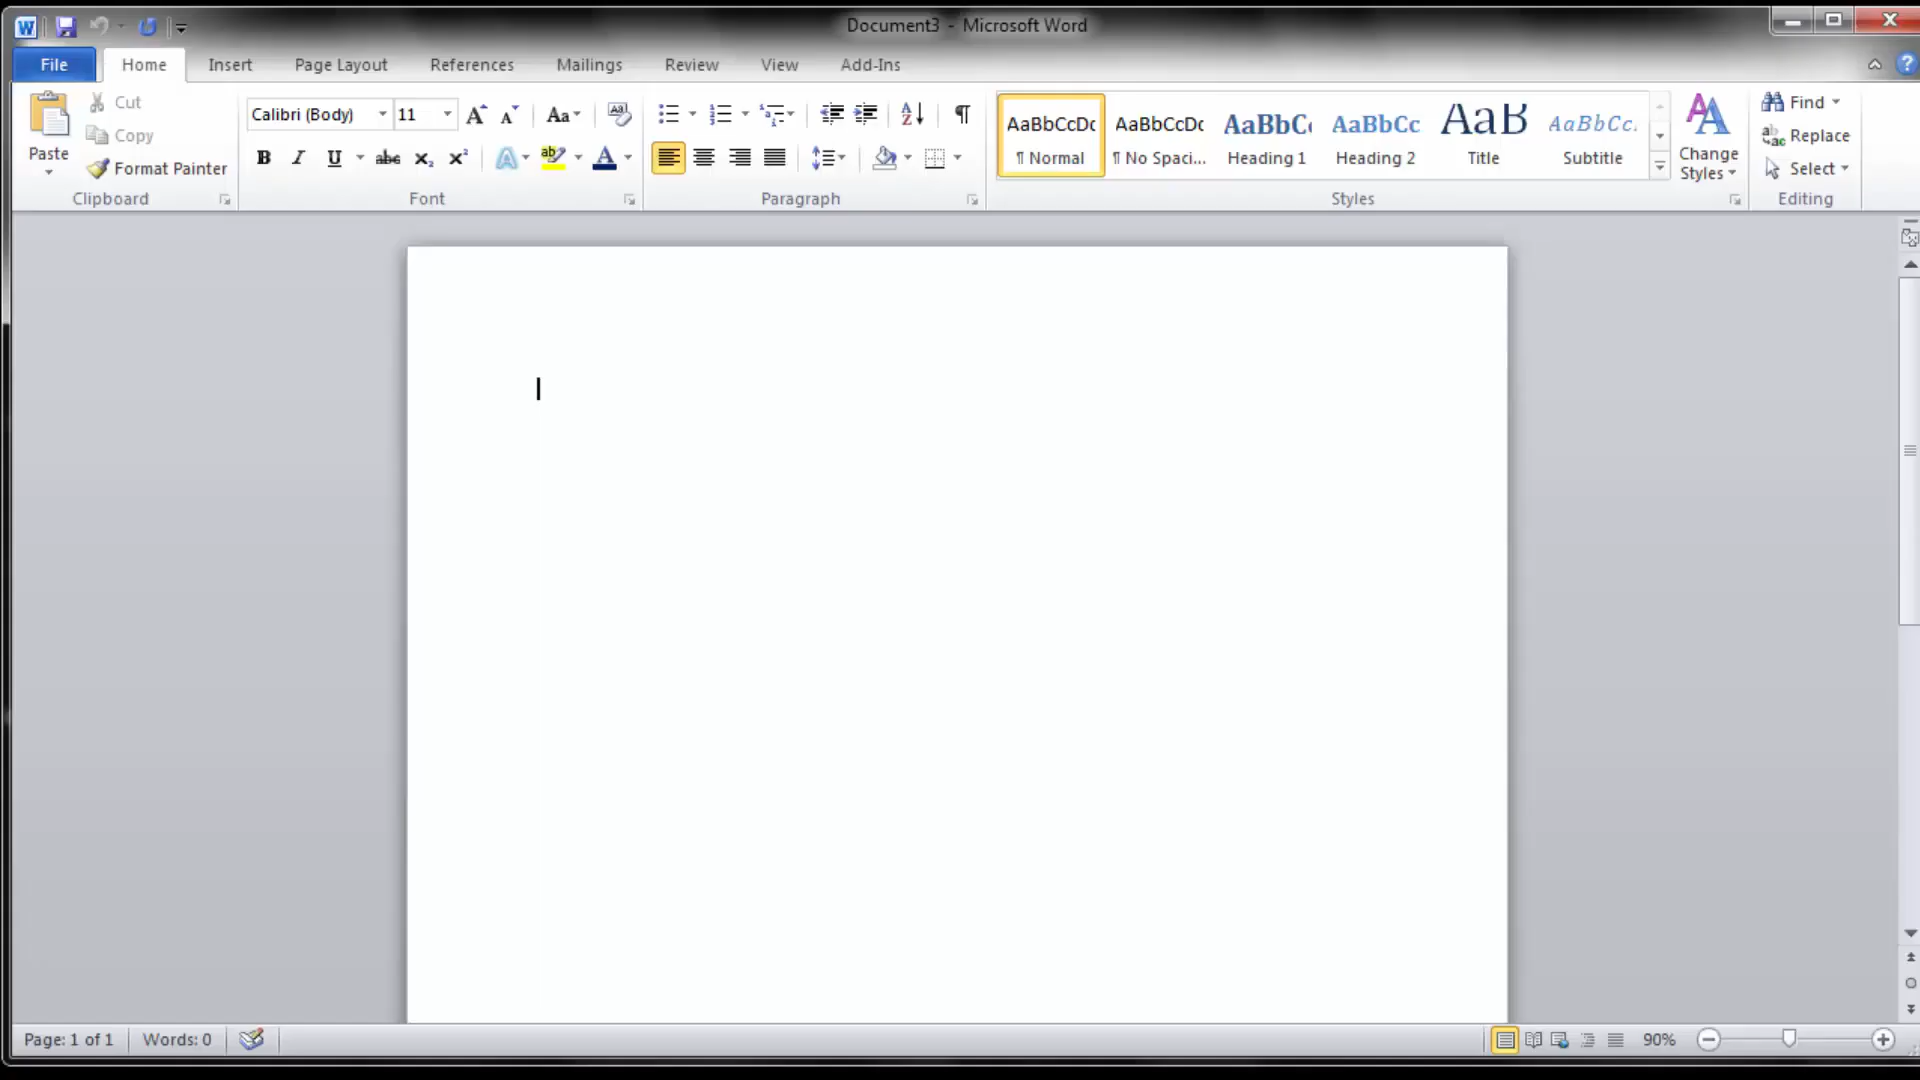 Document3 - Microsoft Word
File Home Insert Page Layout References Mailings Review View Add-Ins
Paste
Cut
Copy
Format Painter
Clipboard
Calibri (Body) 11
Font
Paragraph
AaBbCcDc AaBbCcDc AaBbC AaBbCc AaB AaBbCc.
¶ Normal ¶ No Spaci... Heading 1 Heading 2 Title Subtitle
Change
Styles
Styles
Find
Replace
Select
Editing
Page: 1 of 1 Words: 0 90%